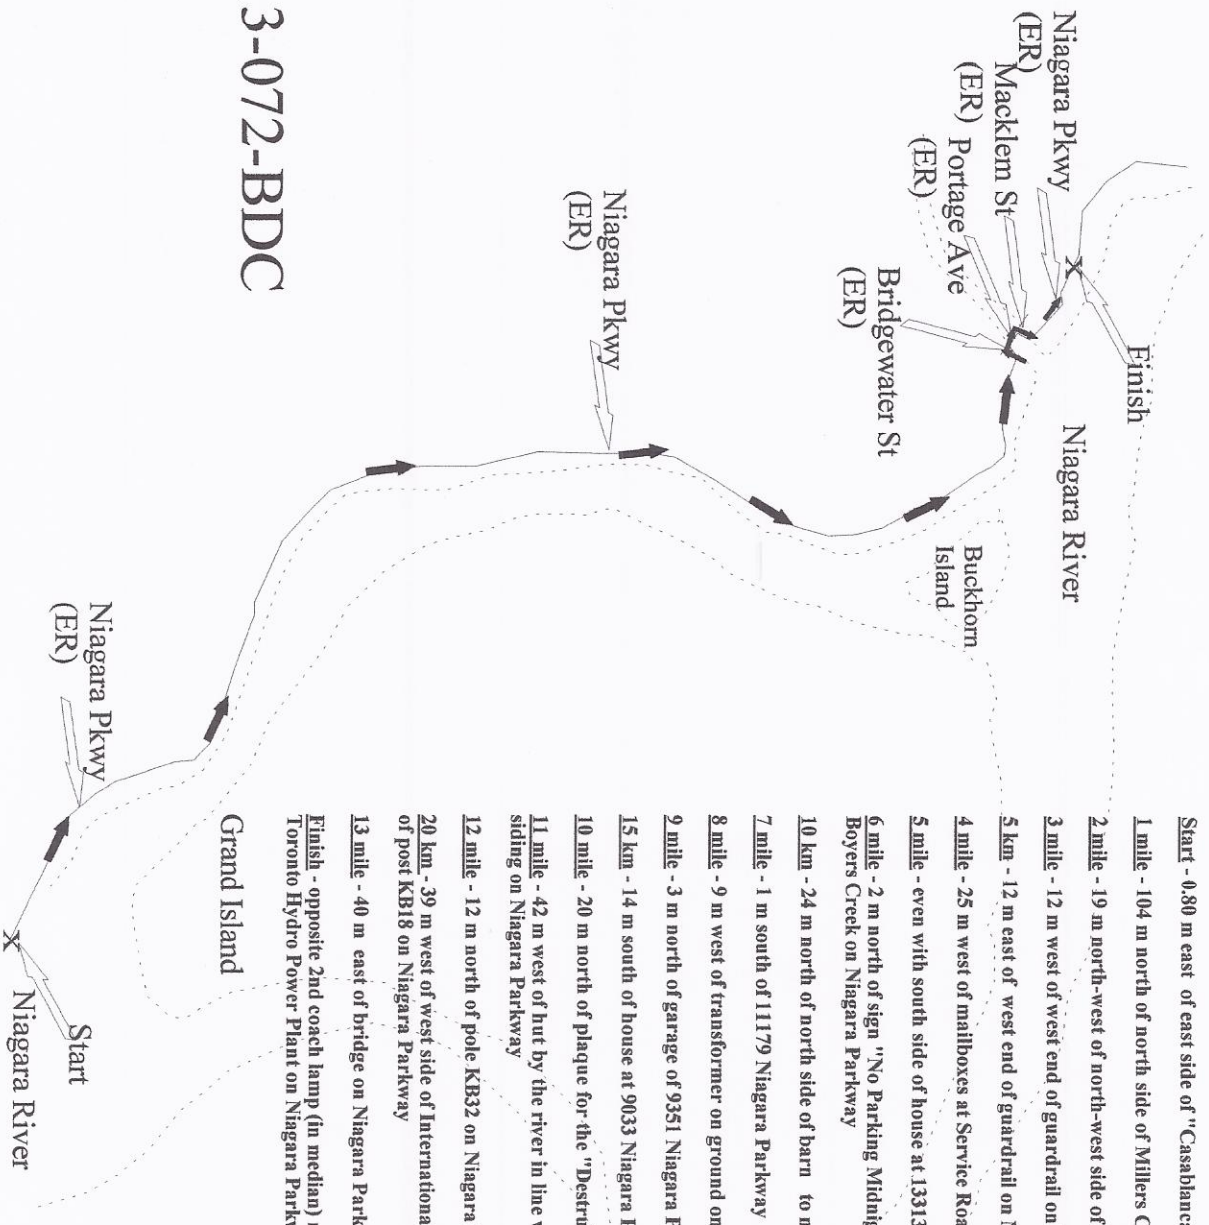 Niagara Pkwy
(ER)
Macklem St
(ER)
Portage Ave
(ER)
Bridgewater St
(ER)
Finish
X
Niagara River
Buckhorn
Island
Niagara Pkwy
(ER)
3-072-BDC
Niagara Pkwy
(ER)
Grand Island
X
Start
Niagara River
Start - 0.80 m east of east side of "Casablanc
1 mile - 104 m north of north side of Millers C
2 mile - 19 m north-west of north-west side of
3 mile - 12 m west of west end of guardrail on
5 km - 12 m east of west end of guardrail on N
4 mile - 25 m west of mailboxes at Service Roa
5 mile - even with south side of house at 13313
6 mile - 2 m north of sign "No Parking Midnig
Boyers Creek on Niagara Parkway
10 km - 24 m north of north side of barn to n
7 mile - 1 m south of 11179 Niagara Parkway
8 mile - 9 m west of transformer on ground on
9 mile - 3 m north of garage of 9351 Niagara P
15 km - 14 m south of house at 9033 Niagara P
10 mile - 20 m north of plaque for the "Destru
11 mile - 42 m west of hut by the river in line w
siding on Niagara Parkway
12 mile - 12 m north of pole KB32 on Niagara
20 km - 39 m west of west side of Internationa
of post KB18 on Niagara Parkway
13 mile - 40 m east of bridge on Niagara Park
Finish - opposite 2nd coach lamp (in median)
Toronto Hydro Power Plant on Niagara Parkw